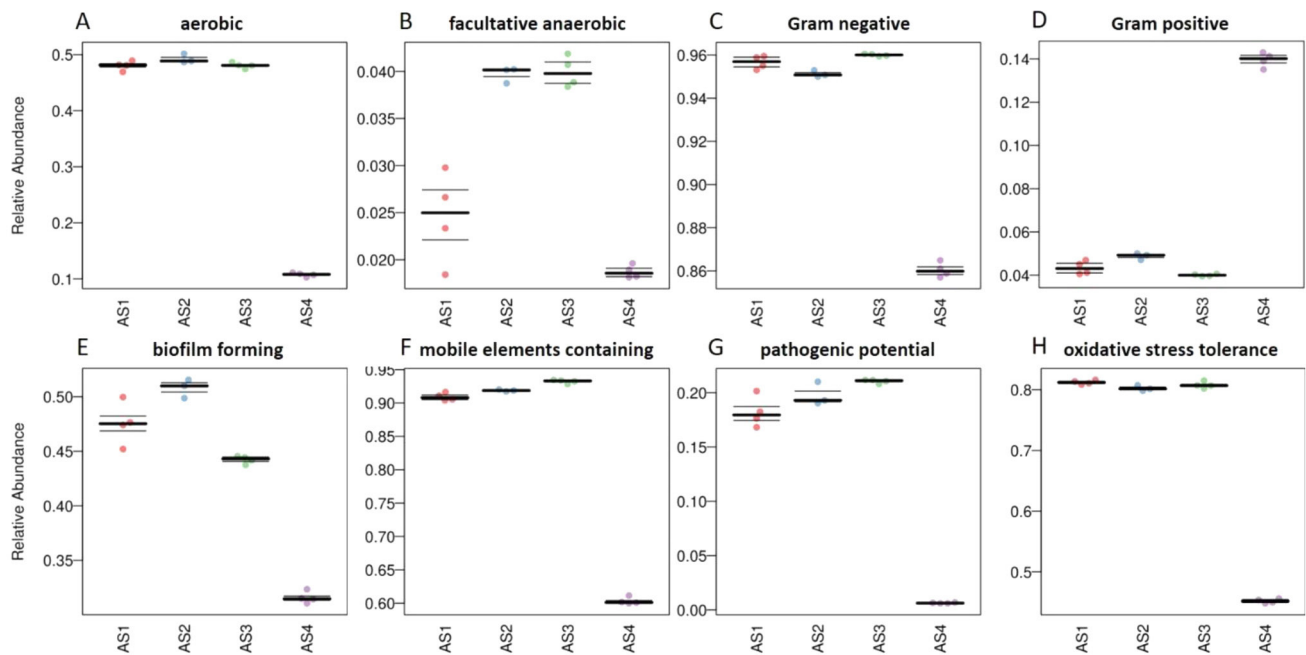 A aerobic
Relative Abundance
0.5
0.4
0.3
0.2
0.1
AS1 AS2 AS3 AS4
B facultative anaerobic
0.040
0.035
0.030
0.025
0.020
AS1 AS2 AS3 AS4
C Gram negative
0.96
0.94
0.92
0.90
0.88
0.86
AS1 AS2 AS3 AS4
D Gram positive
0.14
0.12
0.10
0.08
0.06
0.04
AS1 AS2 AS3 AS4
E biofilm forming
Relative Abundance
0.50
0.45
0.40
0.35
AS1 AS2 AS3 AS4
F mobile elements containing
0.95
0.90
0.85
0.80
0.75
0.70
0.65
0.60
AS1 AS2 AS3 AS4
G pathogenic potential
0.20
0.15
0.10
0.05
0.00
AS1 AS2 AS3 AS4
H oxidative stress tolerance
0.8
0.7
0.6
0.5
AS1 AS2 AS3 AS4